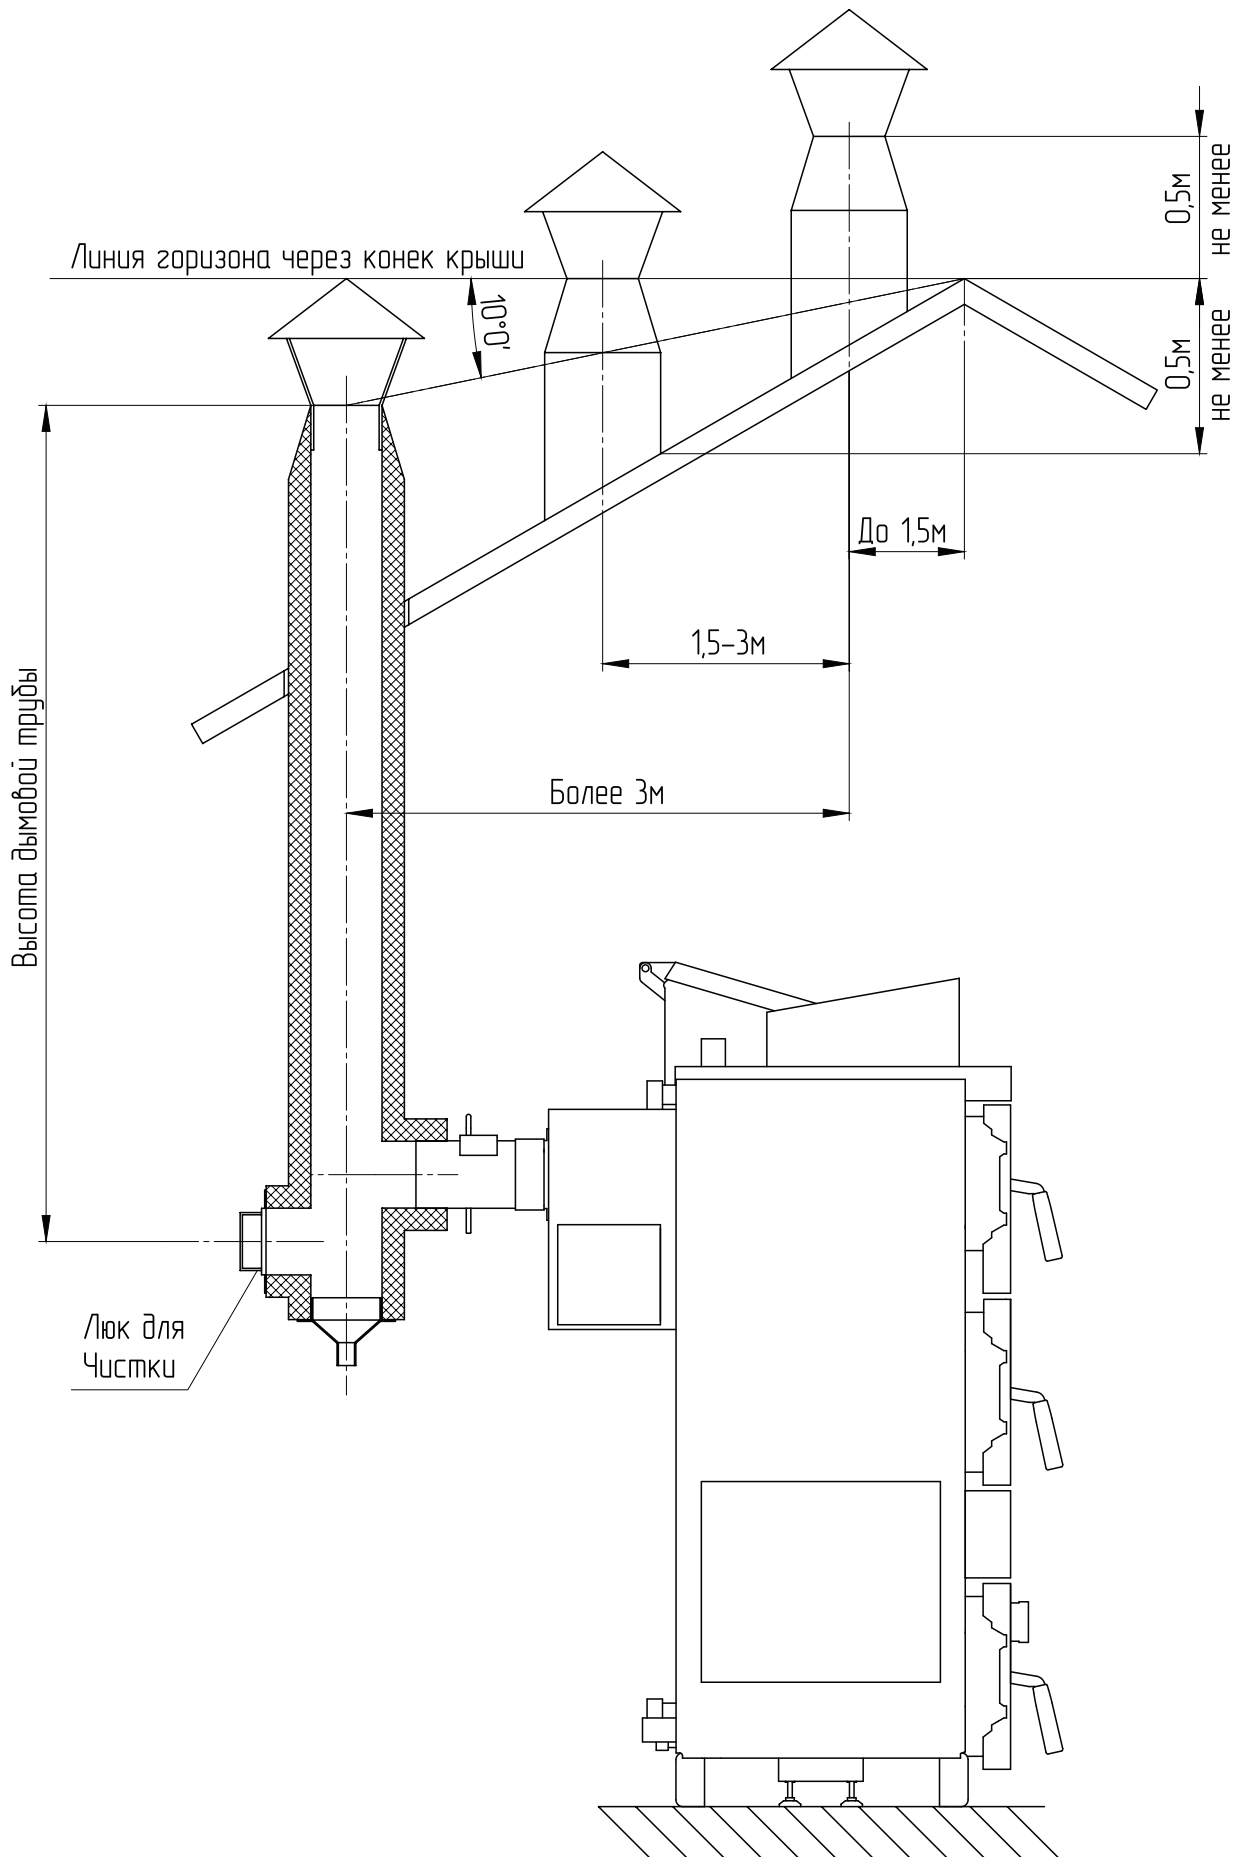 0,5м
не менее
Линия горизона через конек крыши
10°0'
0,5м
не менее
До 1,5м
1,5-3м
Более 3м
Высота дымовой трубы
Люк для
Чистки